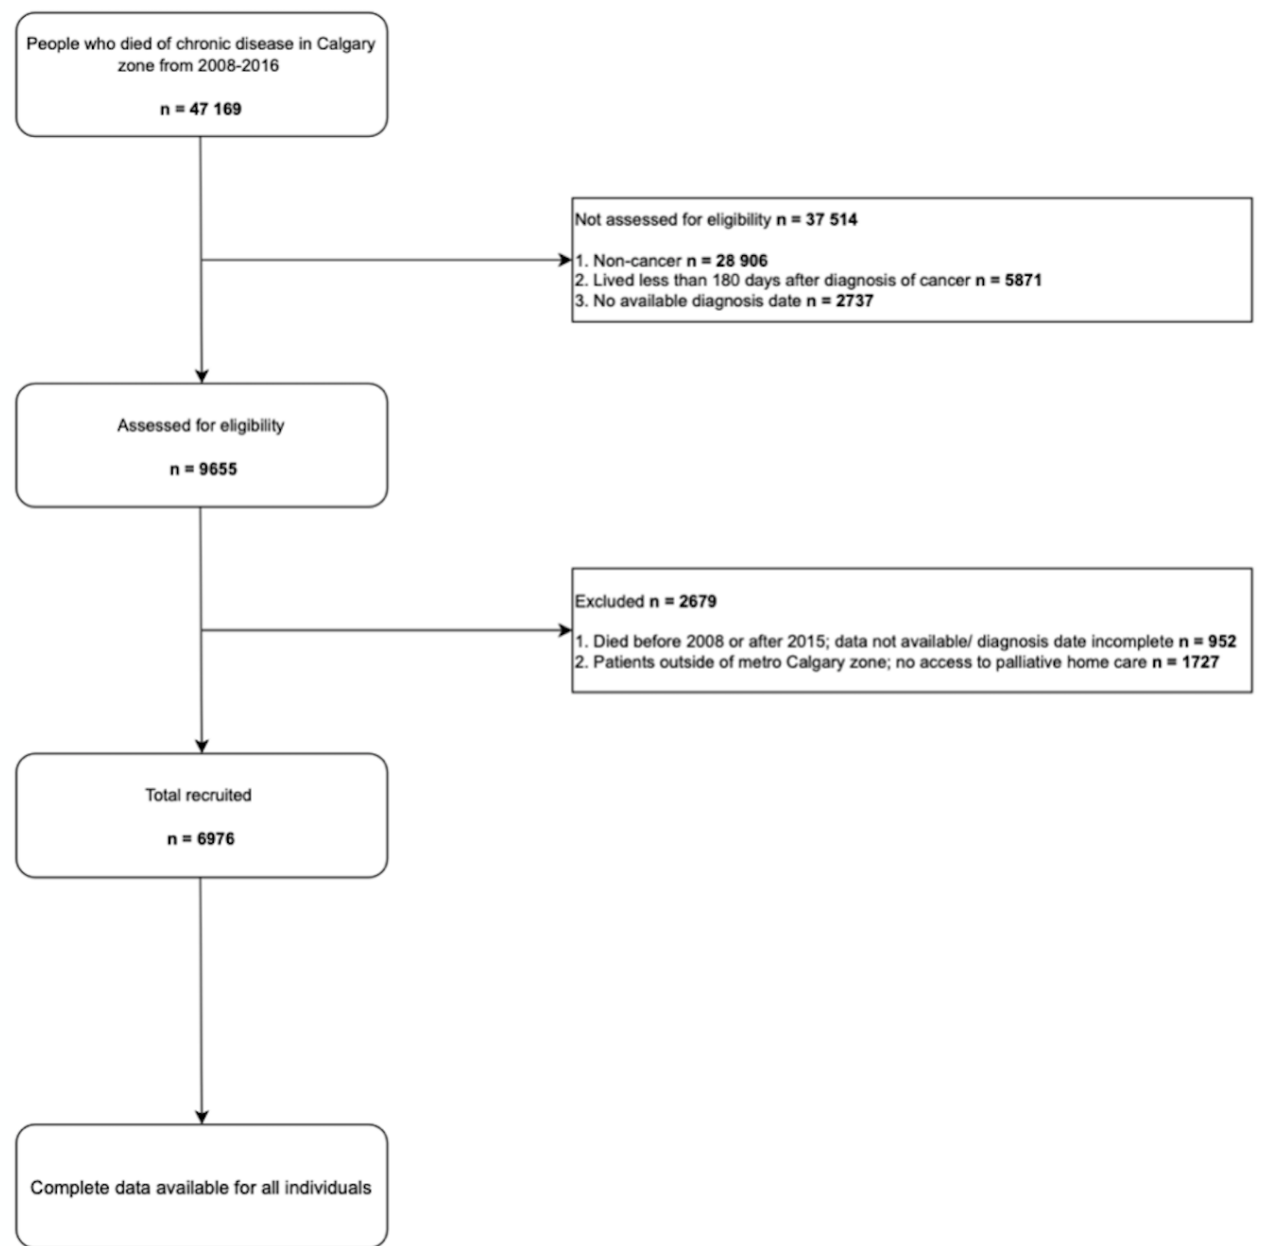 People who died of chronic disease in Calgary
zone from 2008-2016
n = 47 169
Not assessed for eligibility n = 37 514
1. Non-cancer n = 28 906
2. Lived less than 180 days after diagnosis of cancer n = 5871
3. No available diagnosis date n = 2737
Assessed for eligibility
n = 9655
Excluded n = 2679
1. Died before 2008 or after 2015; data not available/ diagnosis date incomplete n = 952
2. Patients outside of metro Calgary zone; no access to palliative home care n = 1727
Total recruited
n = 6976
Complete data available for all individuals